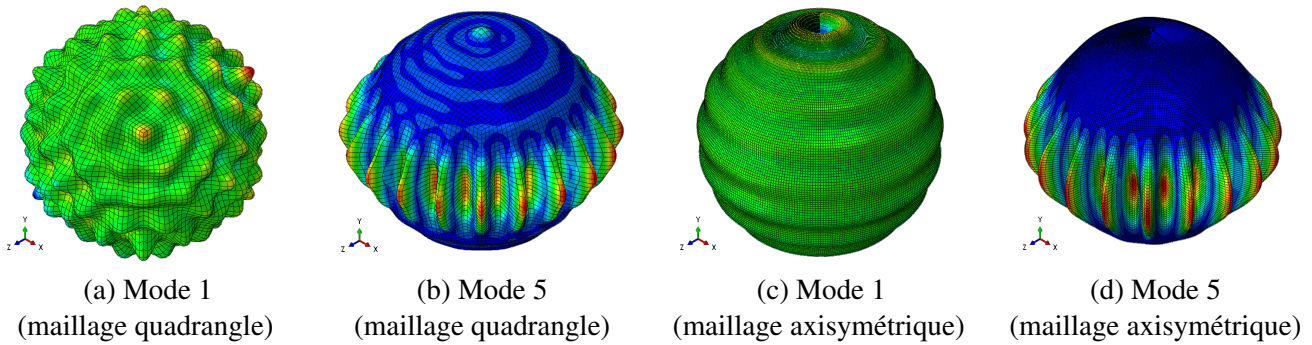 Y
Z
X
Y
Z
X
Y
Z
X
Y
Z
X
(a) Mode 1
(maillage quadrangle)
(b) Mode 5
(maillage quadrangle)
(c) Mode 1
(maillage axisymétrique)
(d) Mode 5
(maillage axisymétrique)